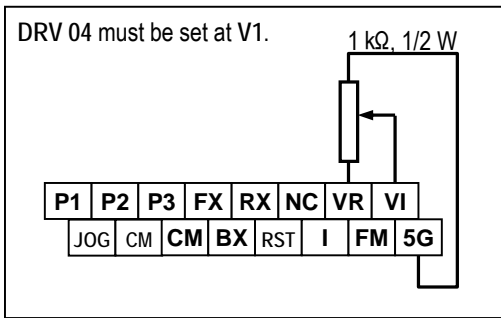 DRV 04 must be set at V1.
1 kΩ, 1/2 W
P1 P2 P3 FX RX NC VR VI
JOG CM CM BX RST I FM 5G